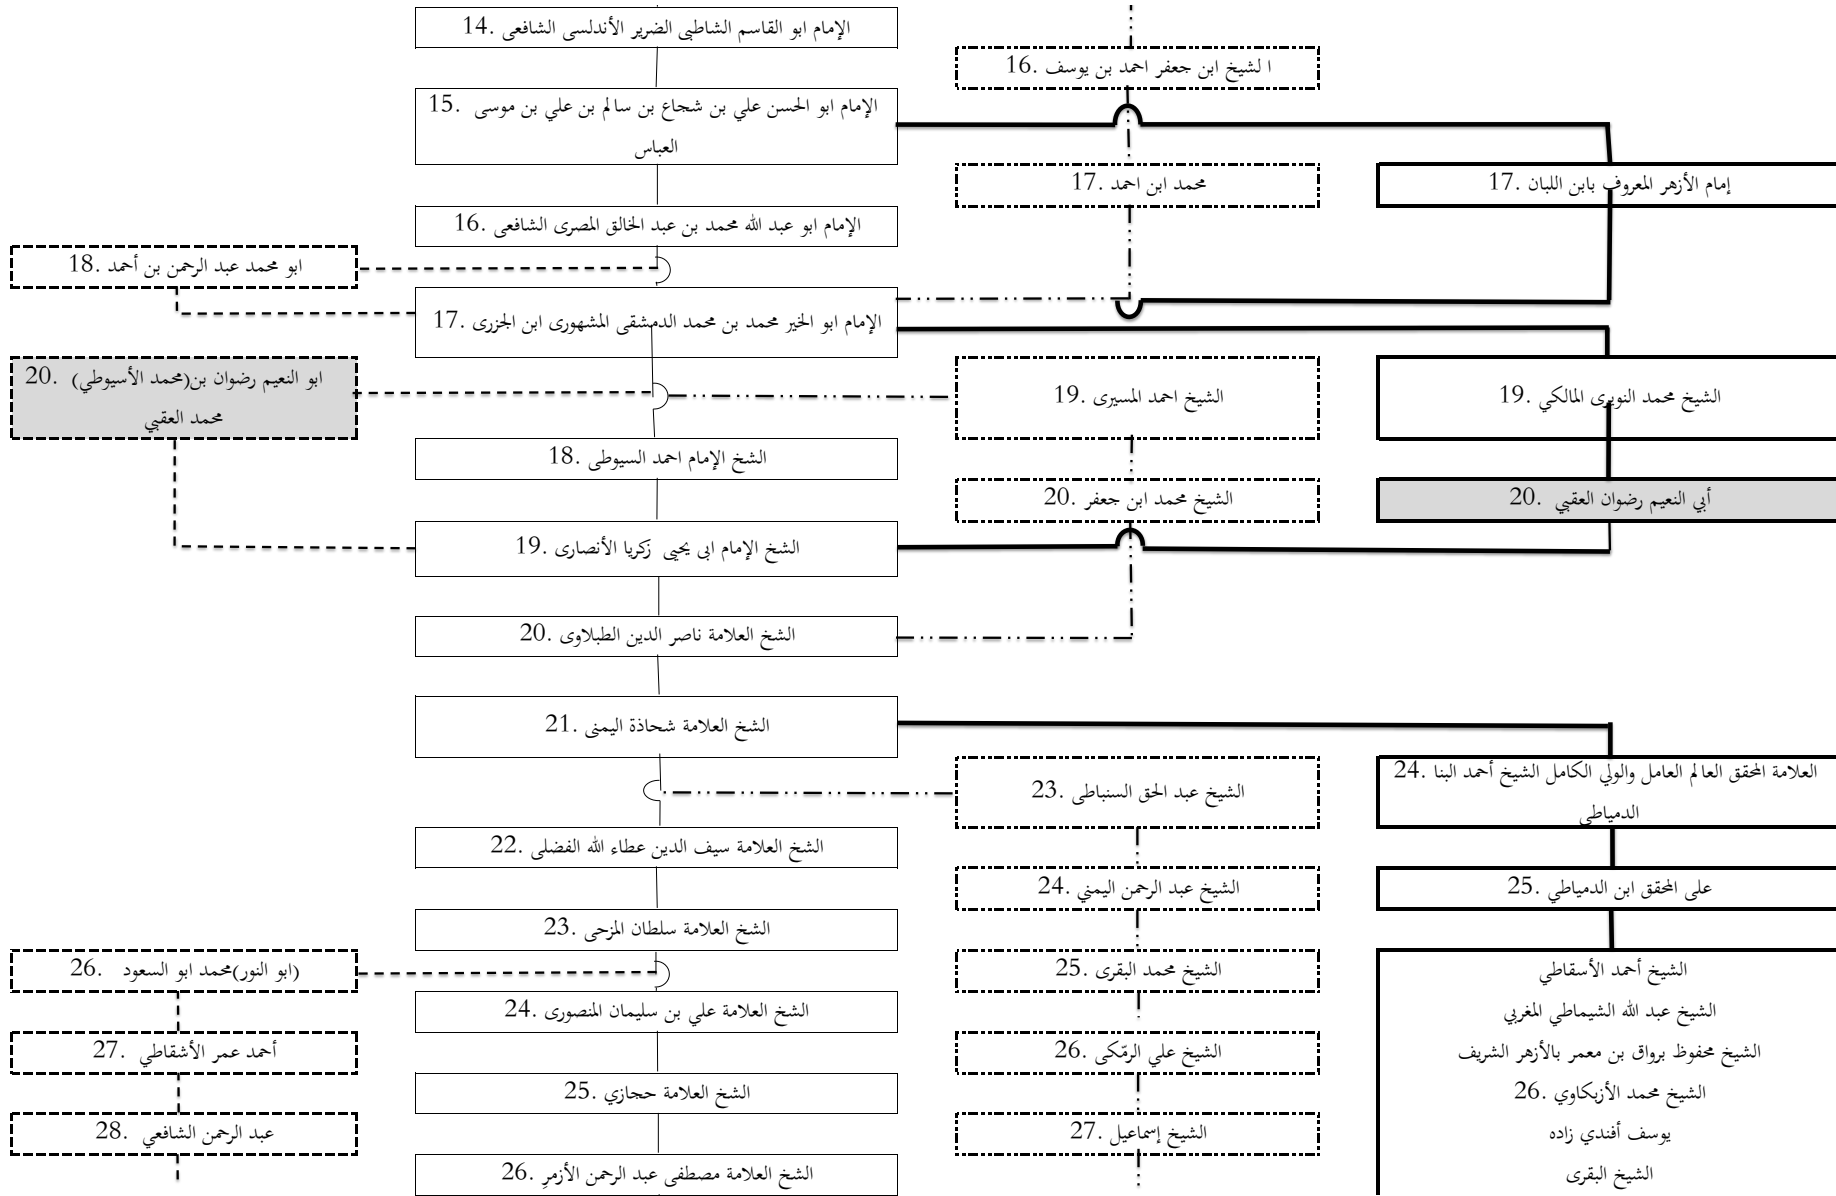 14. الإمام ابو القاسم الشاطبى الضرير الأندلسى الشافعى
15. الإمام ابو الحسن علي بن شجاع بن سالم بن علي بن موسى
العباس
16. الإمام ابو عبد الله محمد بن عبد الخالق المصرى الشافعى
17. الإمام ابو الخير محمد بن محمد الدمشقى المشهورى ابن الجزرى
18. الشخ الإمام احمد السيوطى
19. الشخ الإمام ابى يحيى زكريا الأنصارى
20. الشخ العلامة ناصر الدين الطبلاوى
21. الشخ العلامة شحاذة اليمنى
22. الشخ العلامة سيف الدين عطاء الله الفضلى
23. الشخ العلامة سلطان المزحى
24. الشخ العلامة علي بن سليمان المنصورى
25. الشخ العلامة حجازي
26. الشخ العلامة مصطفى عبد الرحمن الأزمرِ
16. ا لشيخ ابن جعفر احمد بن يوسف
17. محمد ابن احمد
19. الشيخ احمد المسيرى
20. الشيخ محمد ابن جعفر
23. الشيخ عبد الحق السنباطى
24. الشيخ عبد الرحمن اليمني
25. الشيخ محمد البقرى
26. الشيخ علي الرمّكى
27. الشيخ إسماعيل
17. إمام الأزهر المعروف بابن اللبان
19. الشيخ محمد النويرى المالكي
20. أبي النعيم رضوان العقبي
24. العلامة المحقق العالم العامل والولي الكامل الشيخ أحمد البنا
الدمياطى
25. على المحقق ابن الدمياطي
الشيخ أحمد الأسقاطي
الشيخ عبد الله الشيماطي المغربي
الشيخ محفوظ برواق بن معمر بالأزهر الشريف
26. الشيخ محمد الأزبكاوي
يوسف أفندي زاده
الشيخ البقرى
18. ابو محمد عبد الرحمن بن أحمد
20. ابو النعيم رضوان بن(محمد الأسيوطي)
محمد العقبي
26. (ابو النور)محمد ابو السعود
27. أحمد عمر الأشقاطي
28. عبد الرحمن الشافعي